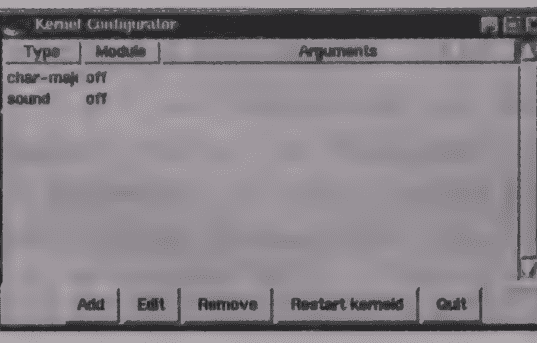 Kernel Configurator
Type Module Arguments
char-maj off
sound off
Add Edit Remove Restart kerneld Quit